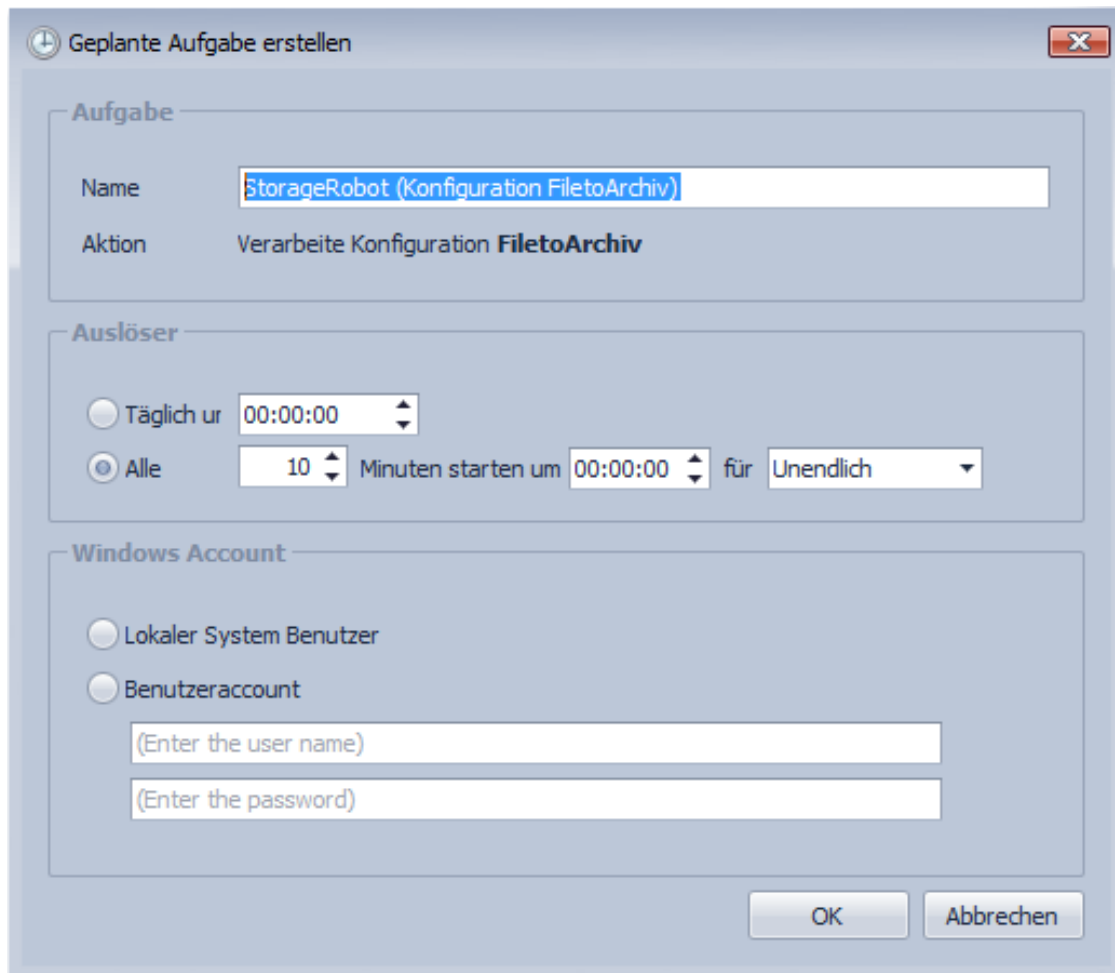 Geplante Aufgabe erstellen
Aufgabe
Name StorageRobot (Konfiguration FiletoArchiv)
Aktion Verarbeite Konfiguration FiletoArchiv
Auslöser
Täglich ur 00:00:00
Alle 10 Minuten starten um 00:00:00 für Unendlich
Windows Account
Lokaler System Benutzer
Benutzeraccount
(Enter the user name)
(Enter the password)
OK Abbrechen